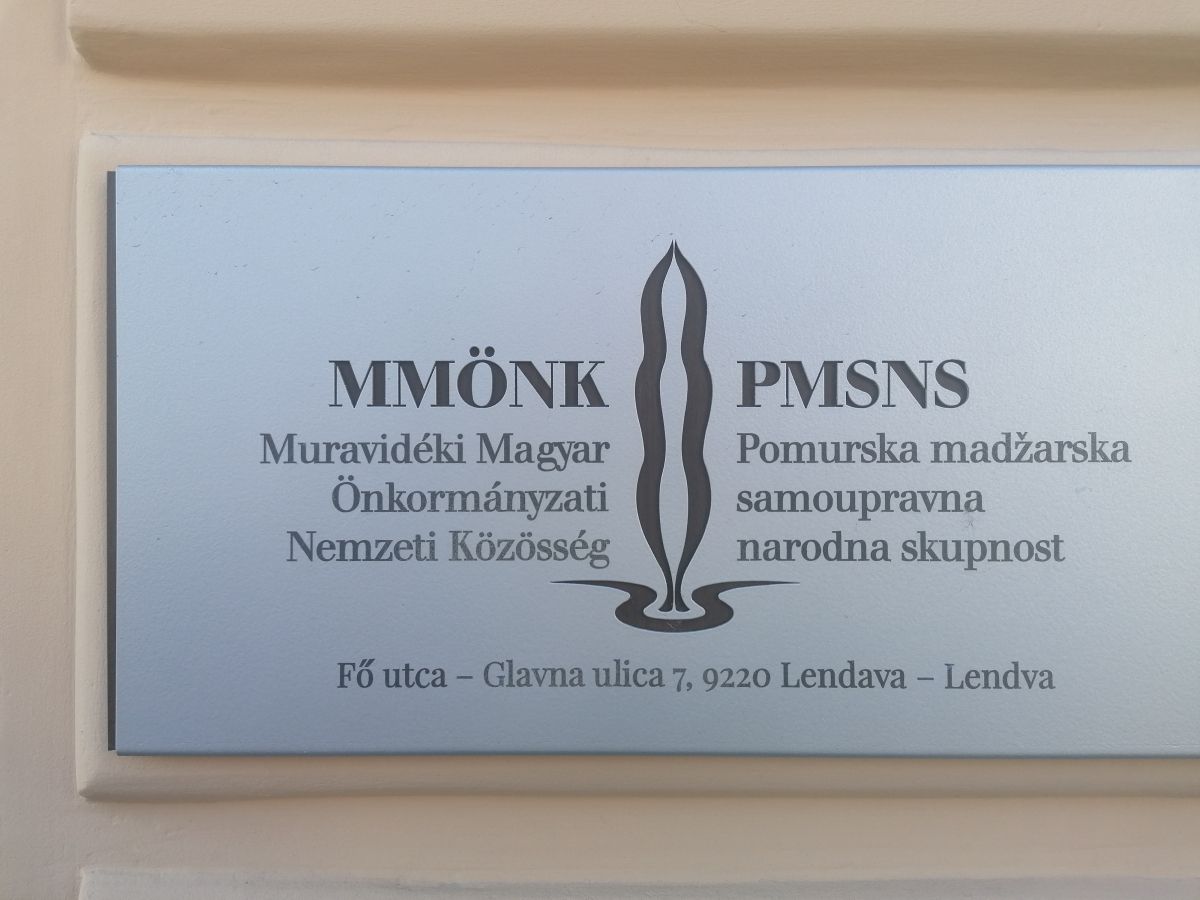 MMÖNK
Muravidéki Magyar
Önkormányzati
Nemzeti Közösség
PMSNS
Pomurska madžarska
samoupravna
narodna skupnost
Fő utca – Glavna ulica 7, 9220 Lendava – Lendva